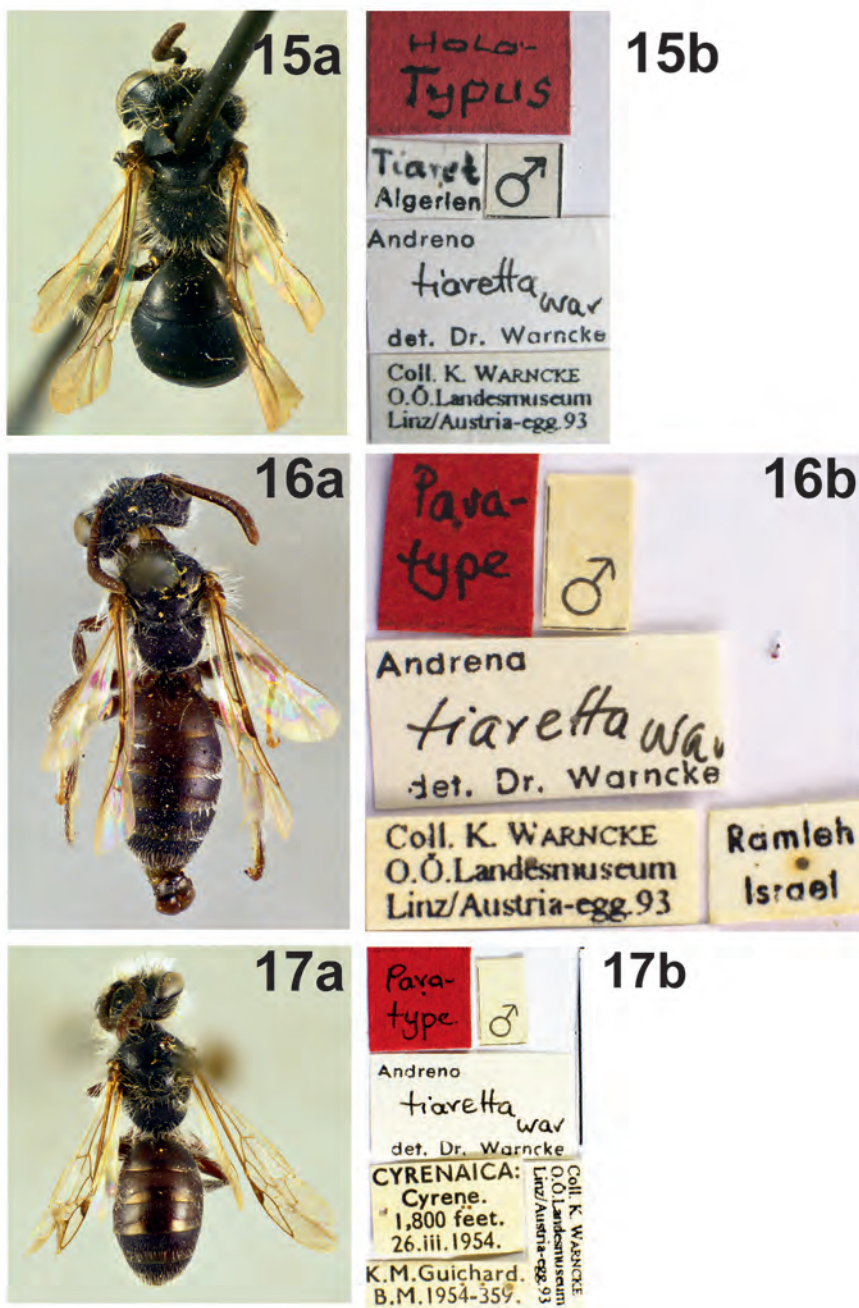 15a
Holo-
Typus
15b
Tiaret
Algerien
♂
Andreno
tiaretta war
det. Dr. Warncke
Coll. K. WARNCKE
O.Ö.Landesmuseum
Linz/Austria-egg.93
16a
Para-
type
♂
16b
Andrena
tiaretta war
det. Dr. Warncke
Coll. K. WARNCKE
O.Ö.Landesmuseum
Linz/Austria-egg.93
Ramleh
Israel
17a
Para-
type
♂
17b
Andreno
tiaretta war
det. Dr. Warncke
CYRENAICA:
Cyrene.
1,800 feet.
26.iii.1954.
Coll. K. WARNCKE
O.Ö.Landesmuseum
Linz/Austria-egg.93
K.M.Guichard.
B.M.1954-359.